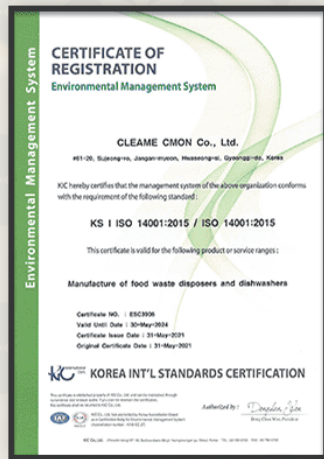 Environmental Management System
CERTIFICATE OF
REGISTRATION
Environmental Management System
CLEAME CMON Co., Ltd.
#61-20, Sujeong-ro, Jangan-myeon, Hwaseong-si, Gyeonggi-do, Korea
KIC hereby certifies that the management system of the above organization conforms
with the requirement of the following standard :
KS I ISO 14001:2015 / ISO 14001:2015
This certificate is valid for the following product or service ranges :
Manufacture of food waste disposers and dishwashers
Certificate NO. : ESC3906
Valid Until Date : 30-May-2024
Certificate Issue Date : 31-May-2021
Original Certificate Date : 31-May-2021
KIC KOREA INT'L STANDARDS CERTIFICATION
Authorized by :
IAF